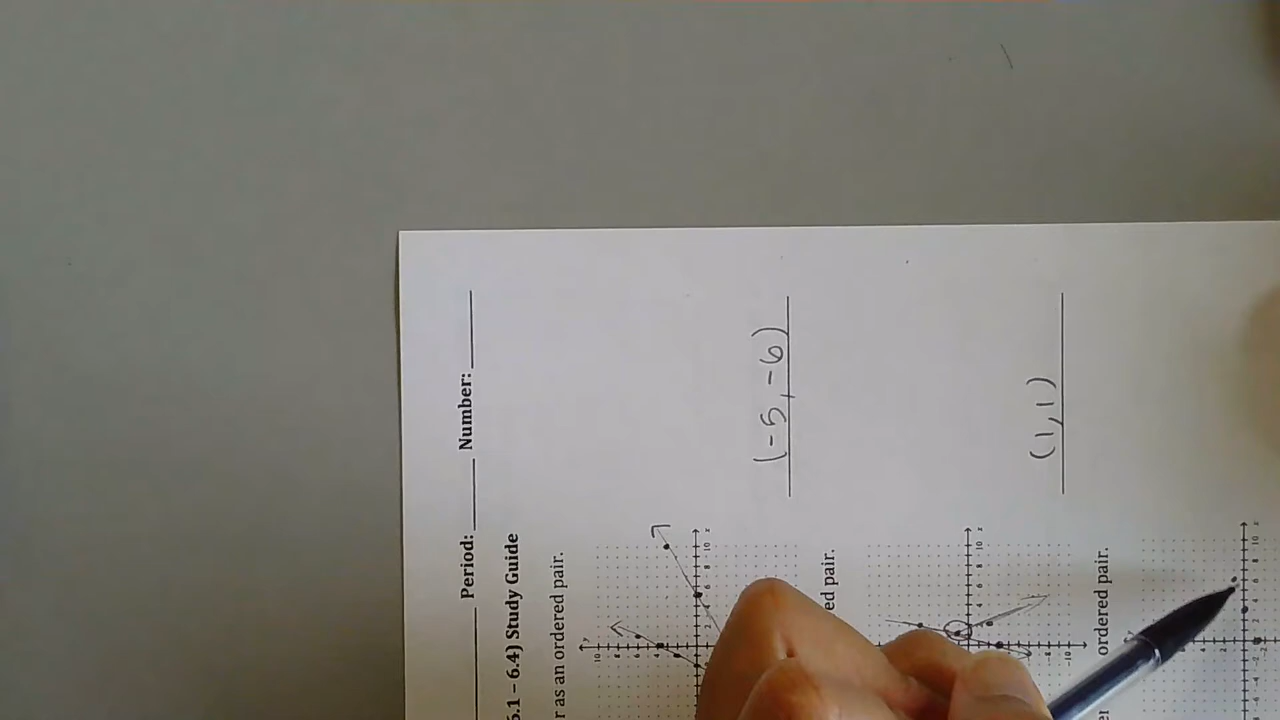 Period: Number:
5.1 – 6.4) Study Guide
r as an ordered pair.
(-5, -6)
ed pair.
(1, 1)
ordered pair.